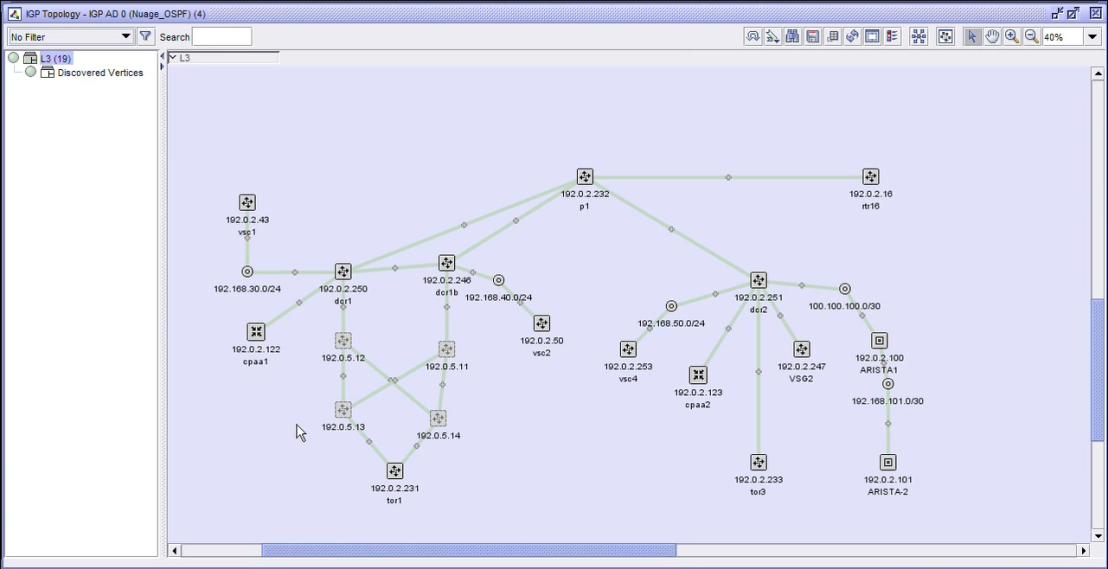 IGP Topology - IGP AD 0 (Nuage_OSPF) (4)
No Filter
Search
40%
L3 (19)
Discovered Vertices
L3
192.0.2.232
p1
192.0.2.16
rtr16
192.0.2.43
vsc1
192.168.30.0/24
192.0.2.250
dcr1
192.0.2.246
dcr1b
192.168.40.0/24
192.0.2.251
dcr2
100.100.100.0/30
192.0.2.122
cpaa1
192.0.5.12
192.0.5.11
192.0.2.50
vsc2
192.168.50.0/24
192.0.2.253
vsc4
192.0.2.123
cpaa2
192.0.2.247
VSG2
192.0.2.100
ARISTA1
192.168.101.0/30
192.0.5.13
192.0.5.14
192.0.2.231
tor1
192.0.2.233
tor3
192.0.2.101
ARISTA-2